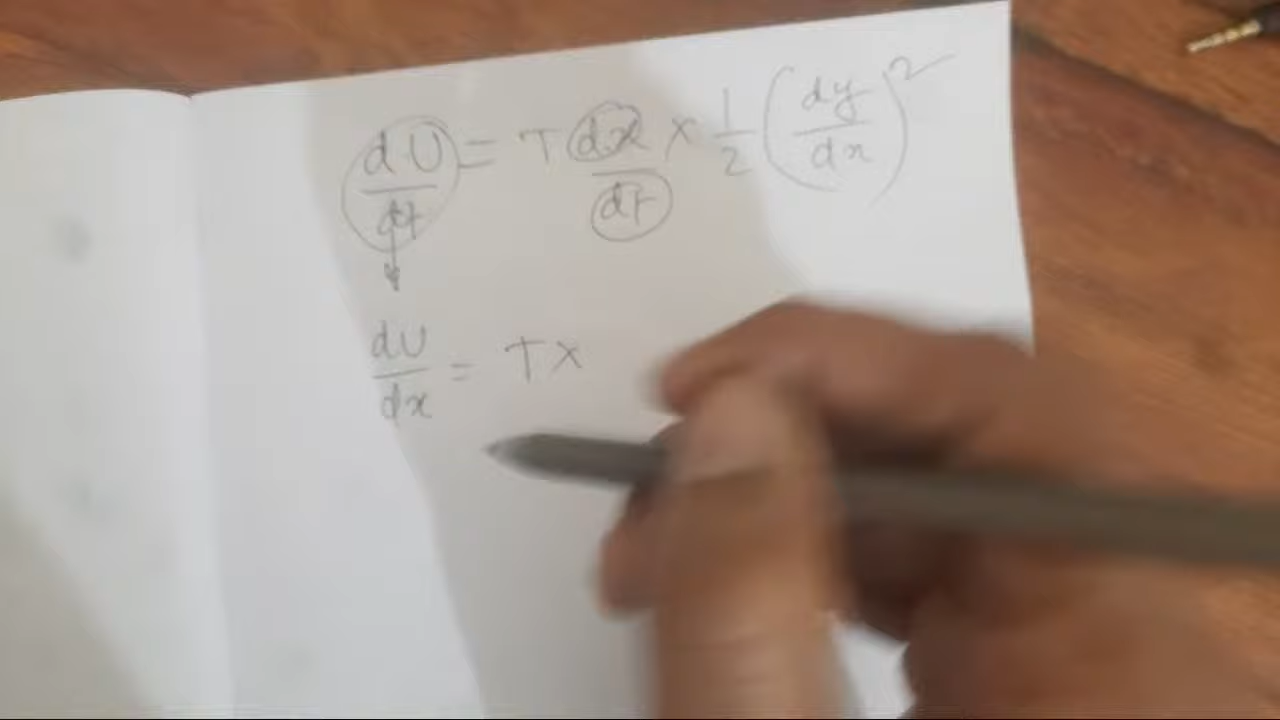 dU/dt = T dx/dt × 1/2 (dy/dx)²
dU/dx = T×